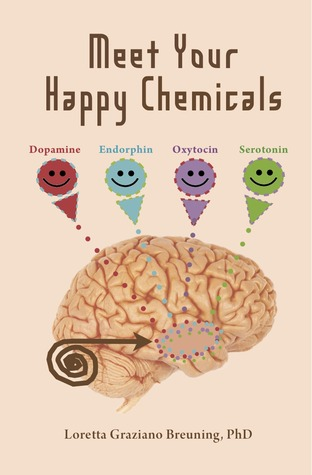 Meet Your
Happy Chemicals
Dopamine Endorphin Oxytocin Serotonin
Loretta Graziano Breuning, PhD